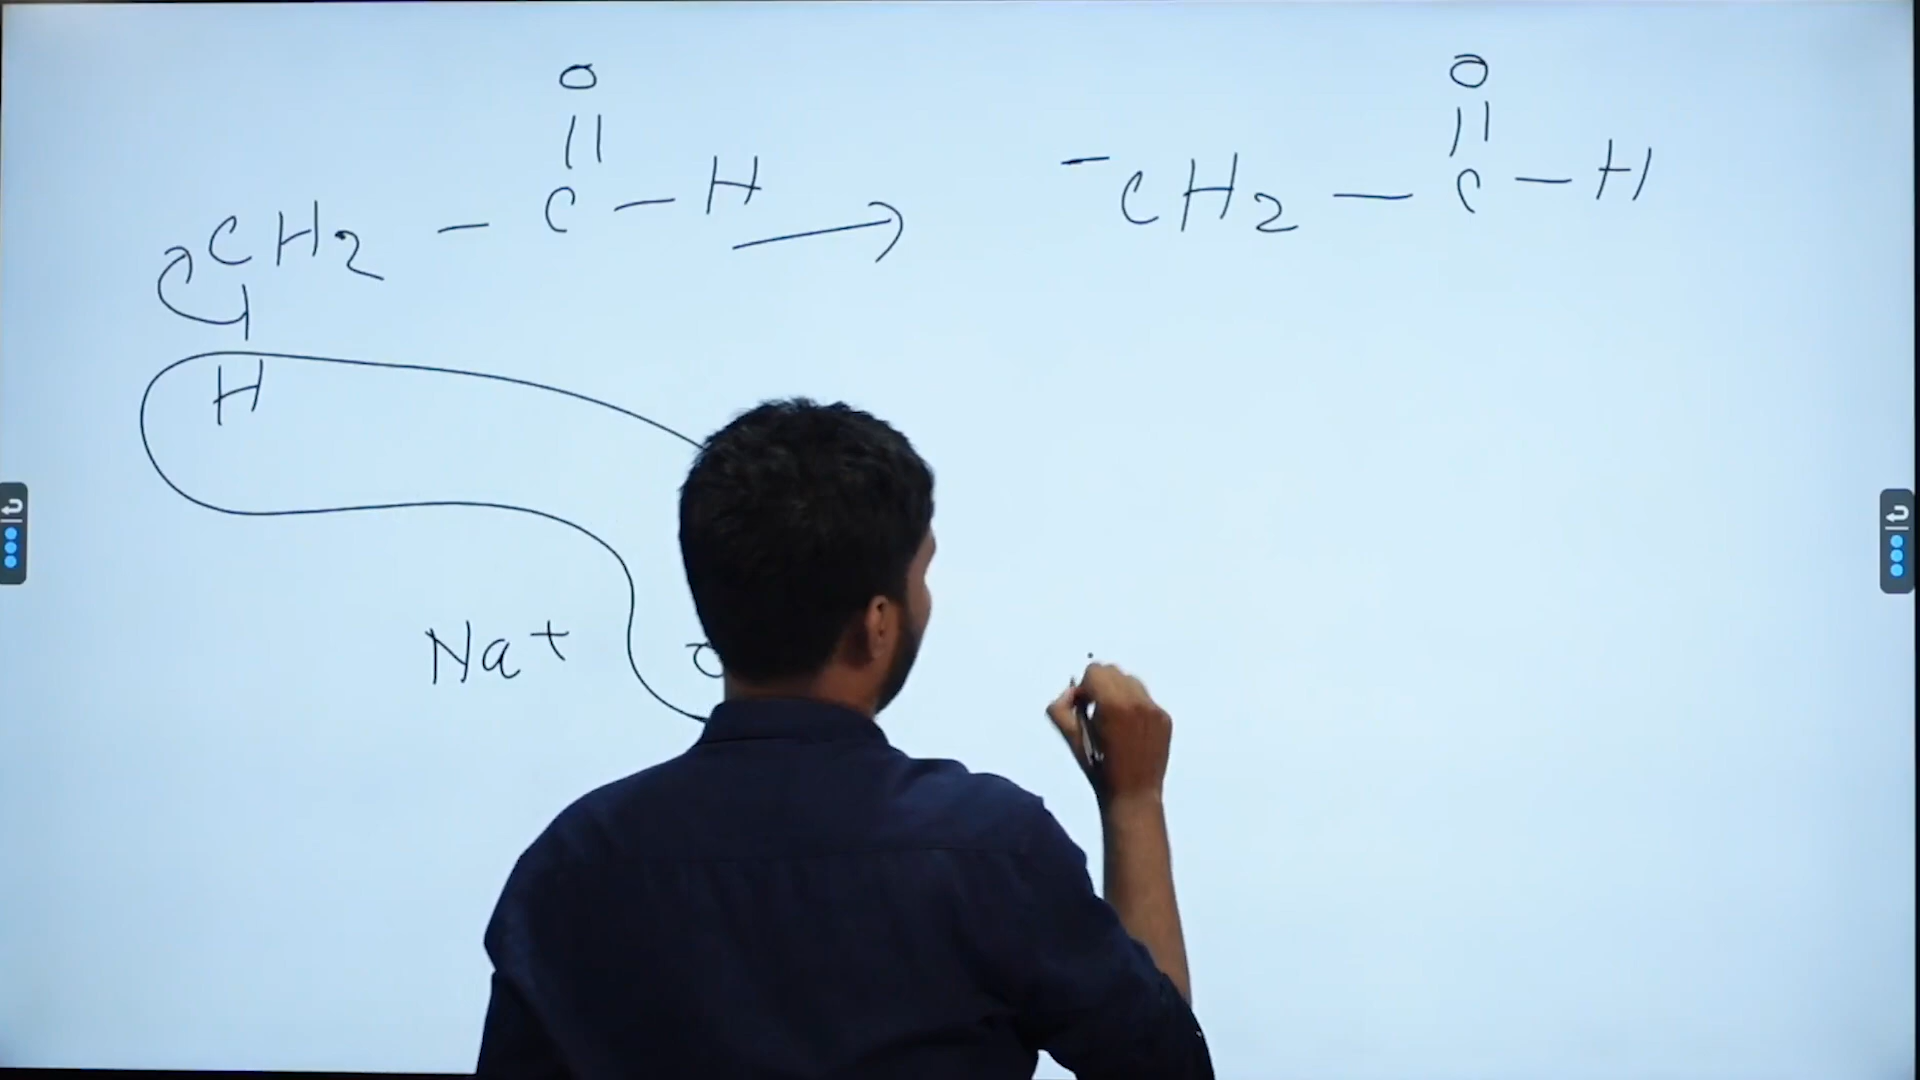 O O
|| ||
CH2 - C - H → -CH2 - C - H
|
H
Na+